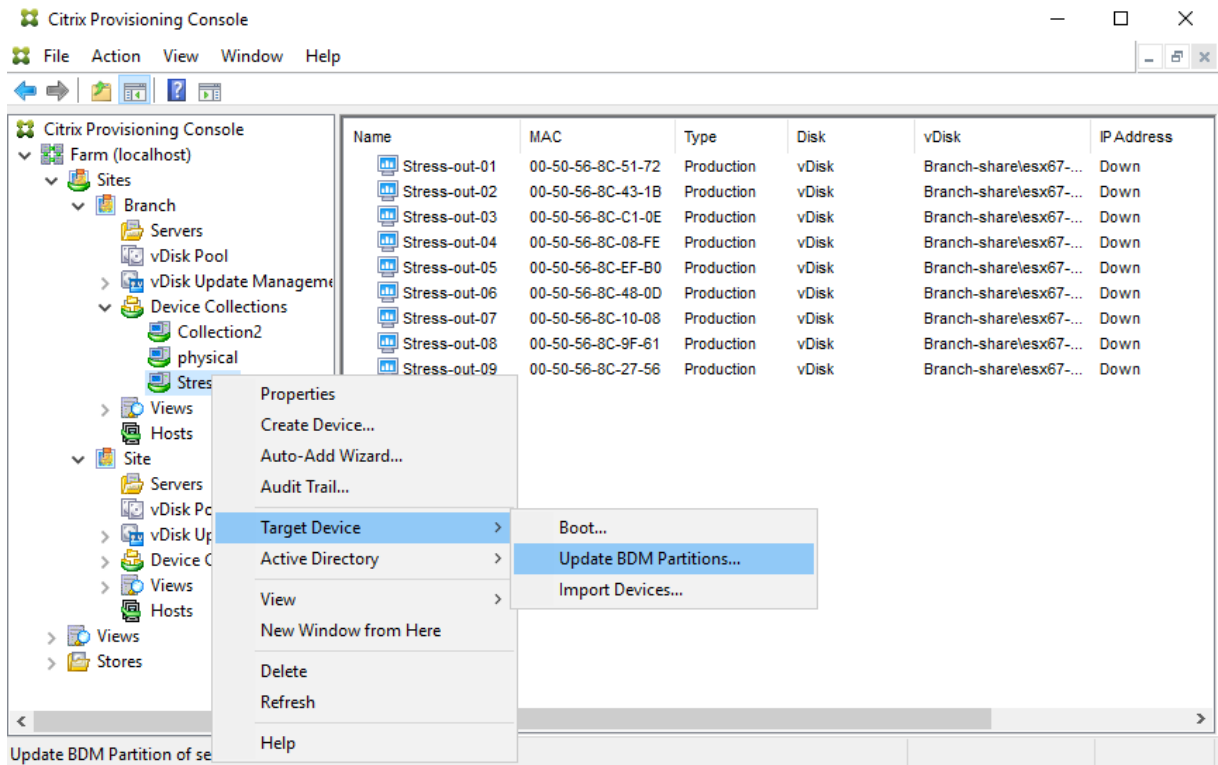 Citrix Provisioning Console
File Action View Window Help
Citrix Provisioning Console
Farm (localhost)
Sites
Branch
Servers
vDisk Pool
vDisk Update Manageme
Device Collections
Collection2
physical
Stres
Views
Hosts
Site
Servers
vDisk Po
vDisk Up
Device C
Views
Hosts
Views
Stores
Name MAC Type Disk vDisk IP Address
Stress-out-01 00-50-56-8C-51-72 Production vDisk Branch-share\esx67-... Down
Stress-out-02 00-50-56-8C-43-1B Production vDisk Branch-share\esx67-... Down
Stress-out-03 00-50-56-8C-C1-0E Production vDisk Branch-share\esx67-... Down
Stress-out-04 00-50-56-8C-08-FE Production vDisk Branch-share\esx67-... Down
Stress-out-05 00-50-56-8C-EF-B0 Production vDisk Branch-share\esx67-... Down
Stress-out-06 00-50-56-8C-48-0D Production vDisk Branch-share\esx67-... Down
Stress-out-07 00-50-56-8C-10-08 Production vDisk Branch-share\esx67-... Down
Stress-out-08 00-50-56-8C-9F-61 Production vDisk Branch-share\esx67-... Down
Stress-out-09 00-50-56-8C-27-56 Production vDisk Branch-share\esx67-... Down
Properties
Create Device...
Auto-Add Wizard...
Audit Trail...
Target Device
Active Directory
View
New Window from Here
Delete
Refresh
Help
Boot...
Update BDM Partitions...
Import Devices...
Update BDM Partition of se